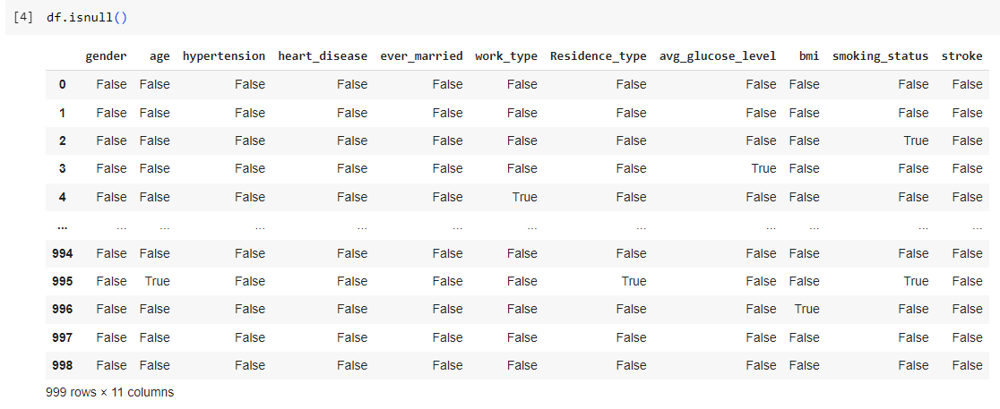 [4] df.isnull()
gender age hypertension heart_disease ever_married work_type Residence_type avg_glucose_level bmi smoking_status stroke
0 False False False False False False False False False False False
1 False False False False False False False False False False False
2 False False False False False False False False False True False
3 False False False False False False False True False False False
4 False False False False False True False False False False False
... ... ... ... ... ... ... ... ... ... ... ...
994 False False False False False False False False False False False
995 False True False False False False True False False True False
996 False False False False False False False False True False False
997 False False False False False False False False False False False
998 False False False False False False False False False False False
999 rows × 11 columns